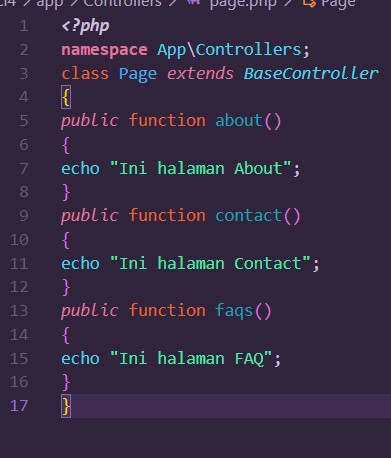 ci4 > app > Controllers > page.php > Page
1 <?php
2 namespace App\Controllers;
3 class Page extends BaseController
4 {
5 public function about()
6 {
7 echo "Ini halaman About";
8 }
9 public function contact()
10 {
11 echo "Ini halaman Contact";
12 }
13 public function faqs()
14 {
15 echo "Ini halaman FAQ";
16 }
17 }